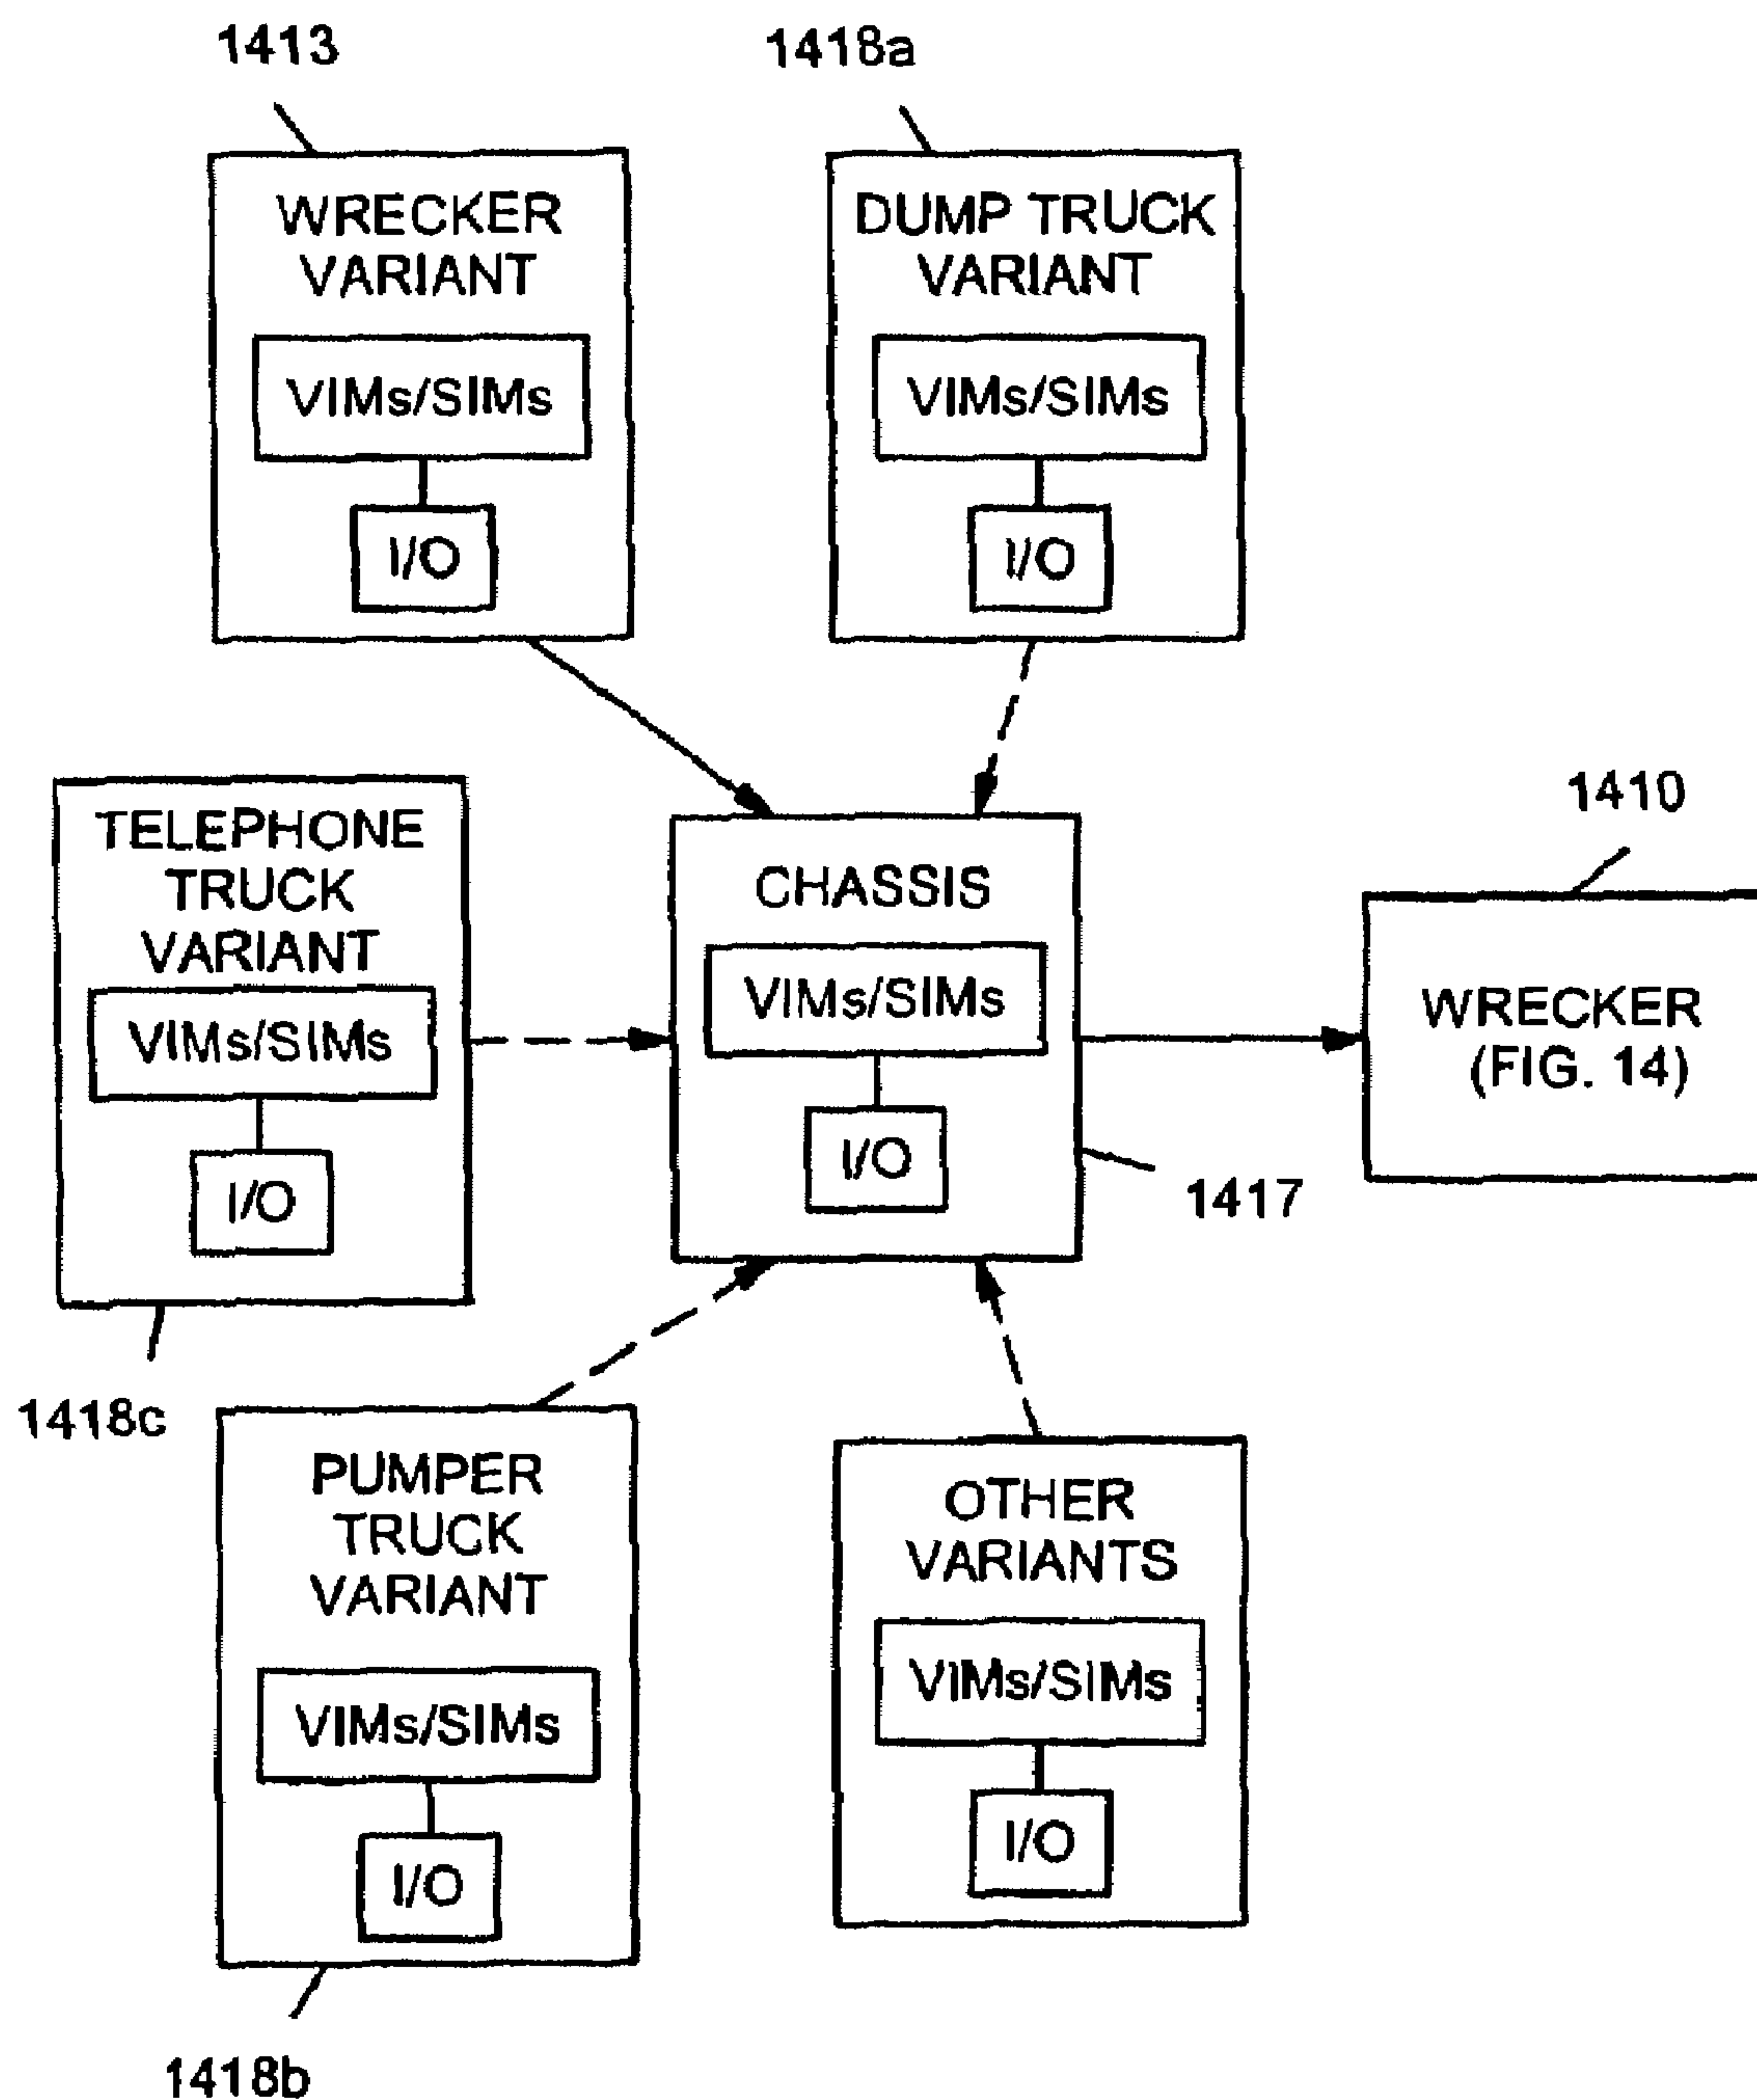 1413
1418a
WRECKER
VARIANT
VIMs/SIMs
I/O
DUMP TRUCK
VARIANT
VIMs/SIMs
I/O
TELEPHONE
TRUCK
VARIANT
VIMs/SIMs
I/O
1418c
CHASSIS
VIMs/SIMs
I/O
1417
1410
WRECKER
(FIG. 14)
PUMPER
TRUCK
VARIANT
VIMs/SIMs
I/O
1418b
OTHER
VARIANTS
VIMs/SIMs
I/O